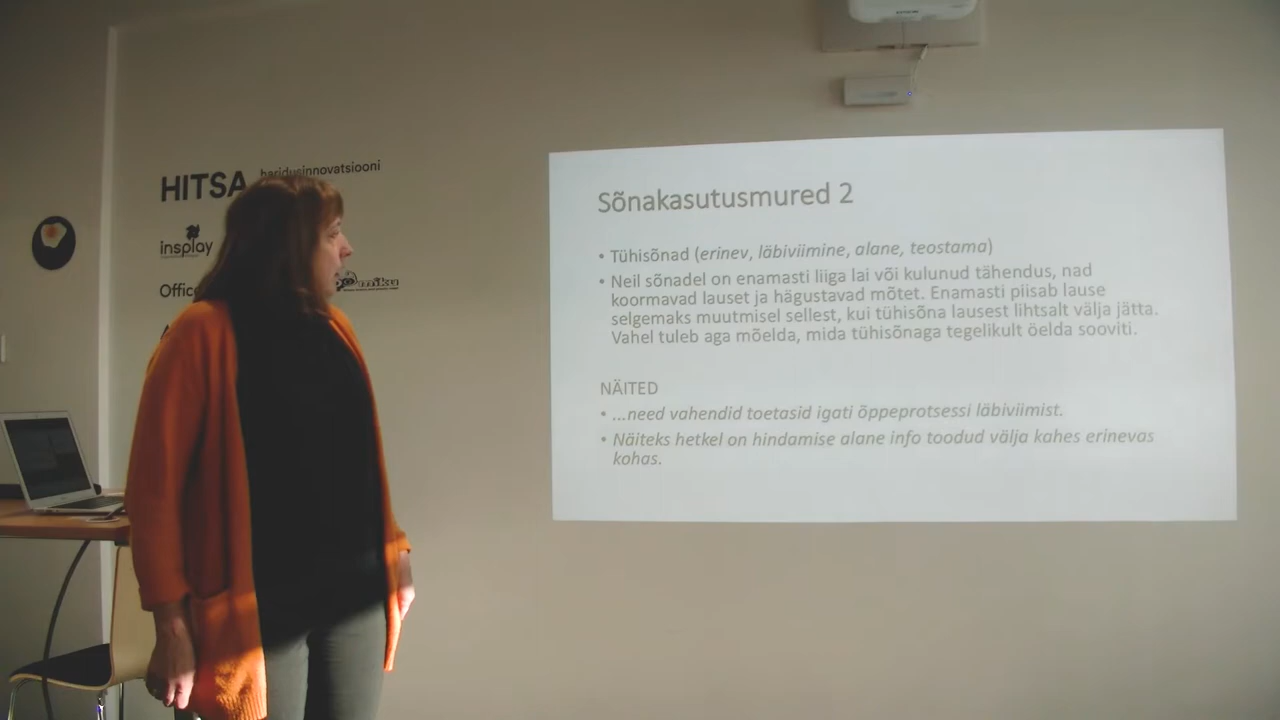 HITSA haridusinnovatsiooni
insplay
Office
miku
Sõnakasutusmured 2
• Tühisõnad (erinev, läbiviimine, alane, teostama)
• Neil sõnadel on enamasti liiga lai või kulunud tähendus, nad
koormavad lauset ja hägustavad mõtet. Enamasti piisab lause
selgemaks muutmisel sellest, kui tühisõna lausest lihtsalt välja jätta.
Vahel tuleb aga mõelda, mida tühisõnaga tegelikult öelda sooviti.
NÄITED
• ...need vahendid toetasid igati õppeprotsessi läbiviimist.
• Näiteks hetkel on hindamise alane info toodud välja kahes erinevas
kohas.